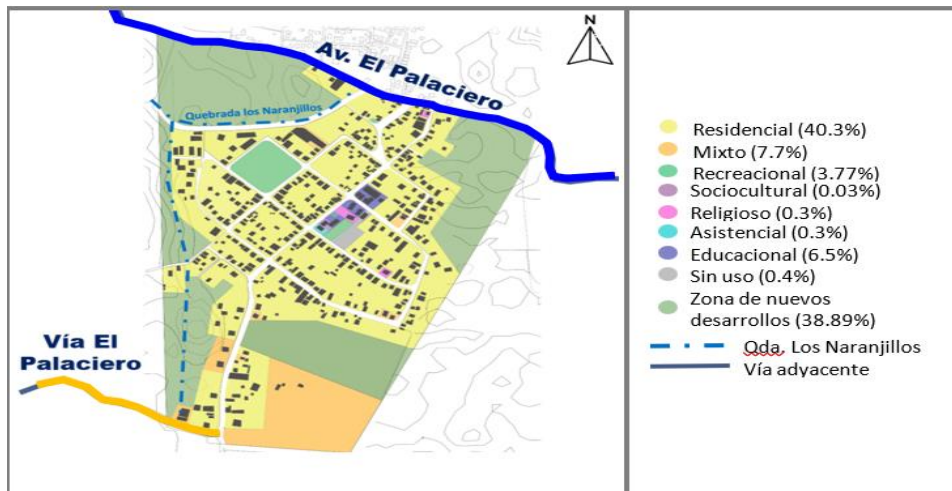 N
Av. El Palaciero
Quebrada los Naranjillos
Vía El
Palaciero
Residencial (40.3%)
Mixto (7.7%)
Recreacional (3.77%)
Sociocultural (0.03%)
Religioso (0.3%)
Asistencial (0.3%)
Educacional (6.5%)
Sin uso (0.4%)
Zona de nuevos
desarrollos (38.89%)
Qda. Los Naranjillos
Vía adyacente